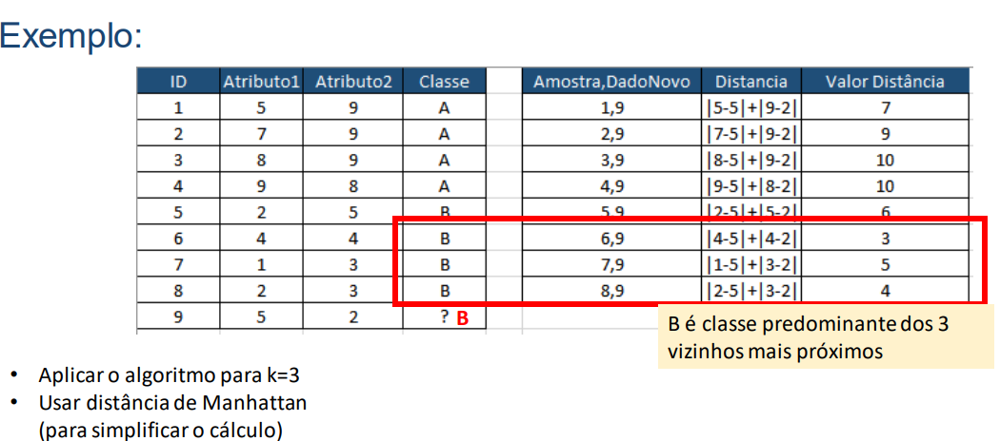 Exemplo:
ID Atributo1 Atributo2 Classe Amostra,DadoNovo Distancia Valor Distância
1 5 9 A 1,9 |5-5|+|9-2| 7
2 7 9 A 2,9 |7-5|+|9-2| 9
3 8 9 A 3,9 |8-5|+|9-2| 10
4 9 8 A 4,9 |9-5|+|8-2| 10
5 2 5 B 5,9 |2-5|+|5-2| 6
6 4 4 B 6,9 |4-5|+|4-2| 3
7 1 3 B 7,9 |1-5|+|3-2| 5
8 2 3 B 8,9 |2-5|+|3-2| 4
9 5 2 ? B
B é classe predominante dos 3
vizinhos mais próximos
• Aplicar o algoritmo para k=3
• Usar distância de Manhattan
(para simplificar o cálculo)